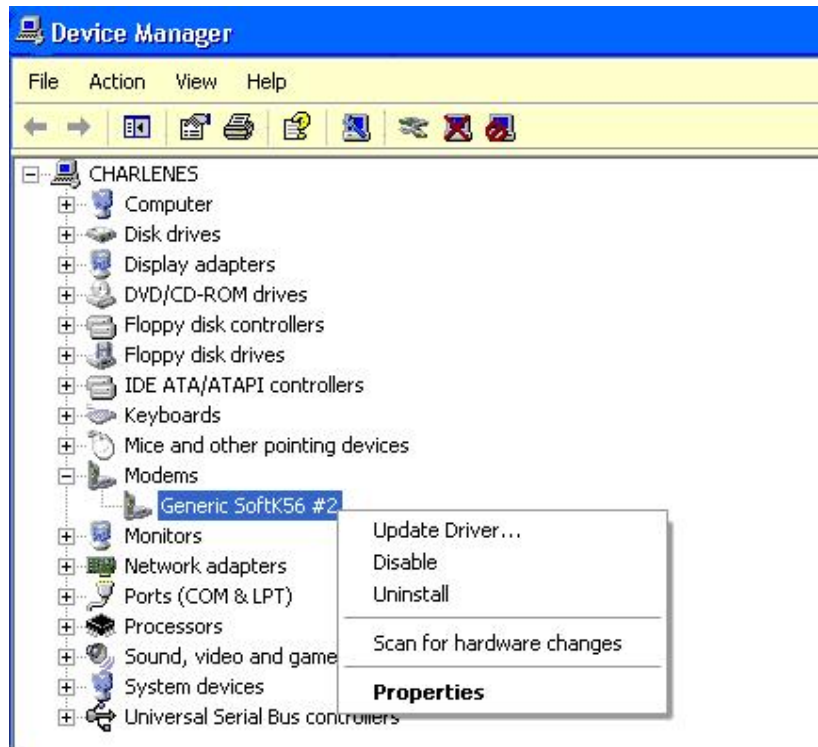 Device Manager
File Action View Help
CHARLENES
Computer
Disk drives
Display adapters
DVD/CD-ROM drives
Floppy disk controllers
Floppy disk drives
IDE ATA/ATAPI controllers
Keyboards
Mice and other pointing devices
Modems
Generic SoftK56 #2
Monitors
Network adapters
Ports (COM & LPT)
Processors
Sound, video and game
System devices
Universal Serial Bus controllers
Update Driver...
Disable
Uninstall
Scan for hardware changes
Properties